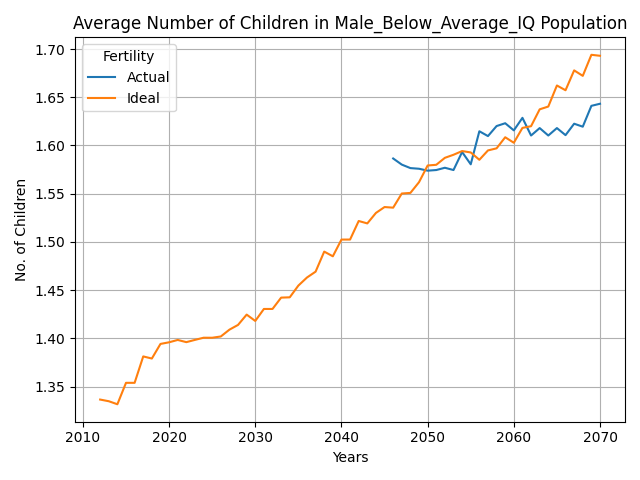 Average Number of Children in Male_Below_Average_IQ Population
Fertility
Actual
Ideal
No. of Children
1.70
1.65
1.60
1.55
1.50
1.45
1.40
1.35
2010 2020 2030 2040 2050 2060 2070
Years